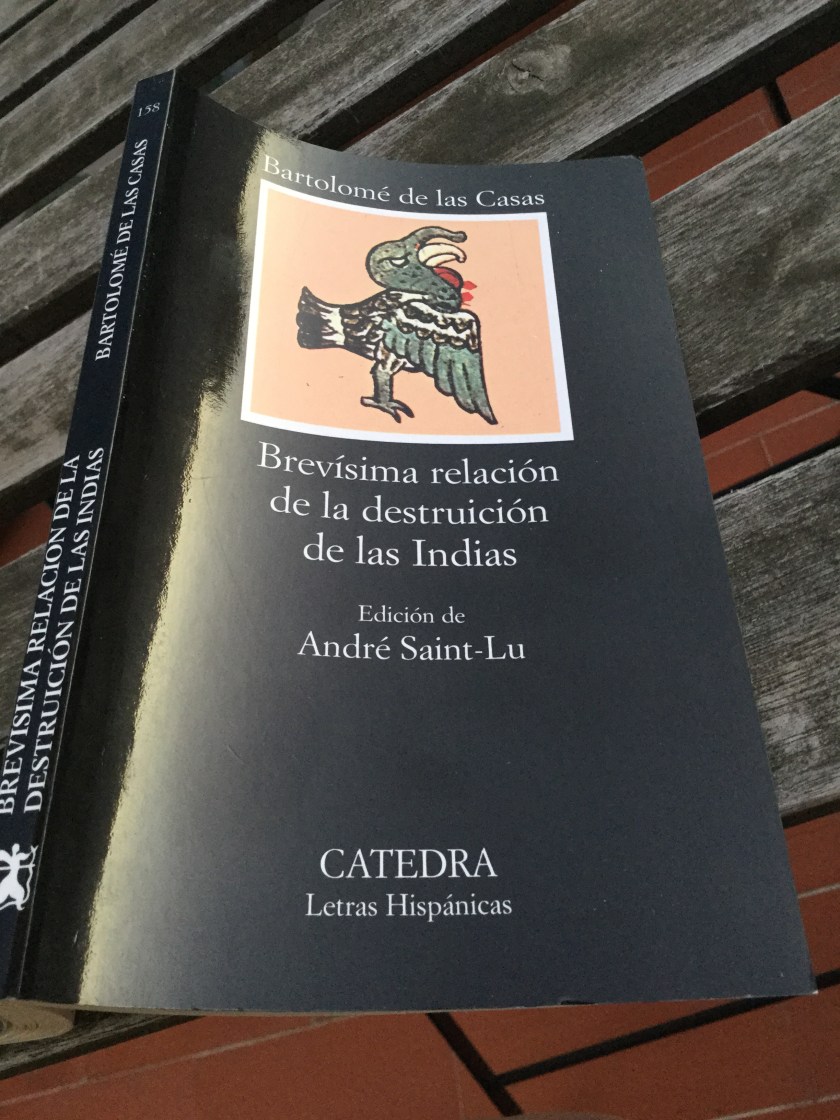 Bartolomé de las Casas
Brevísima relación
de la destruición
de las Indias
Edición de
André Saint-Lu
CATEDRA
Letras Hispánicas
158
BARTOLOMÉ DE LAS CASAS
BREVÍSIMA RELACIÓN DE LA
DESTRUICIÓN DE LAS INDIAS